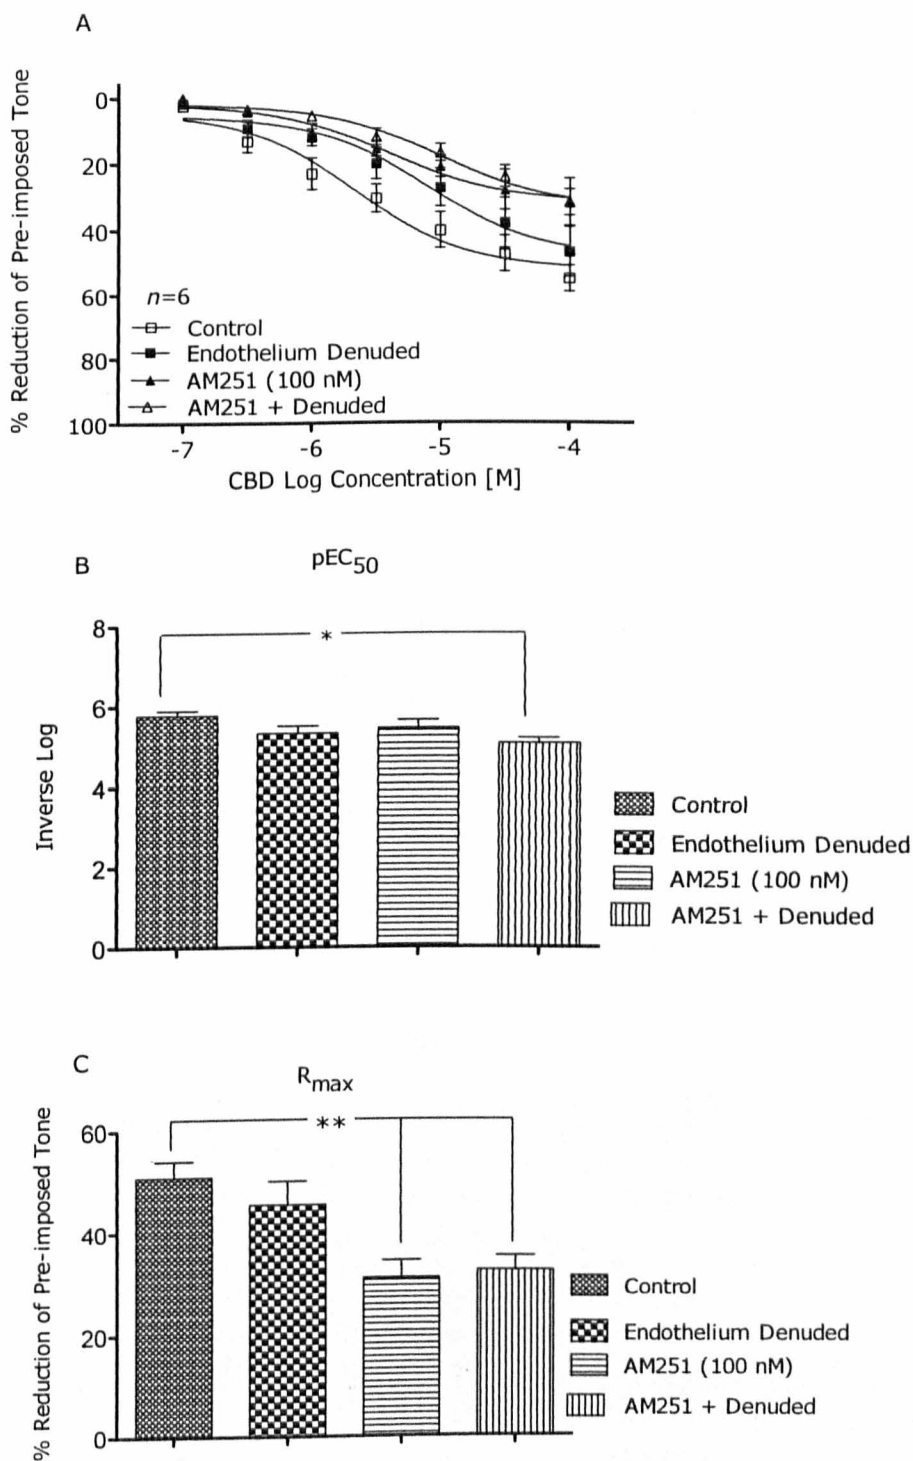 A
% Reduction of Pre-imposed Tone
0
20
40
60
80
100
n=6
Control
Endothelium Denuded
AM251 (100 nM)
AM251 + Denuded
-7
-6
-5
-4
CBD Log Concentration [M]
B
pEC50
Inverse Log
8
6
4
2
0
*
Control
Endothelium Denuded
AM251 (100 nM)
AM251 + Denuded
C
Rmax
% Reduction of Pre-imposed Tone
60
40
20
0
**
Control
Endothelium Denuded
AM251 (100 nM)
AM251 + Denuded